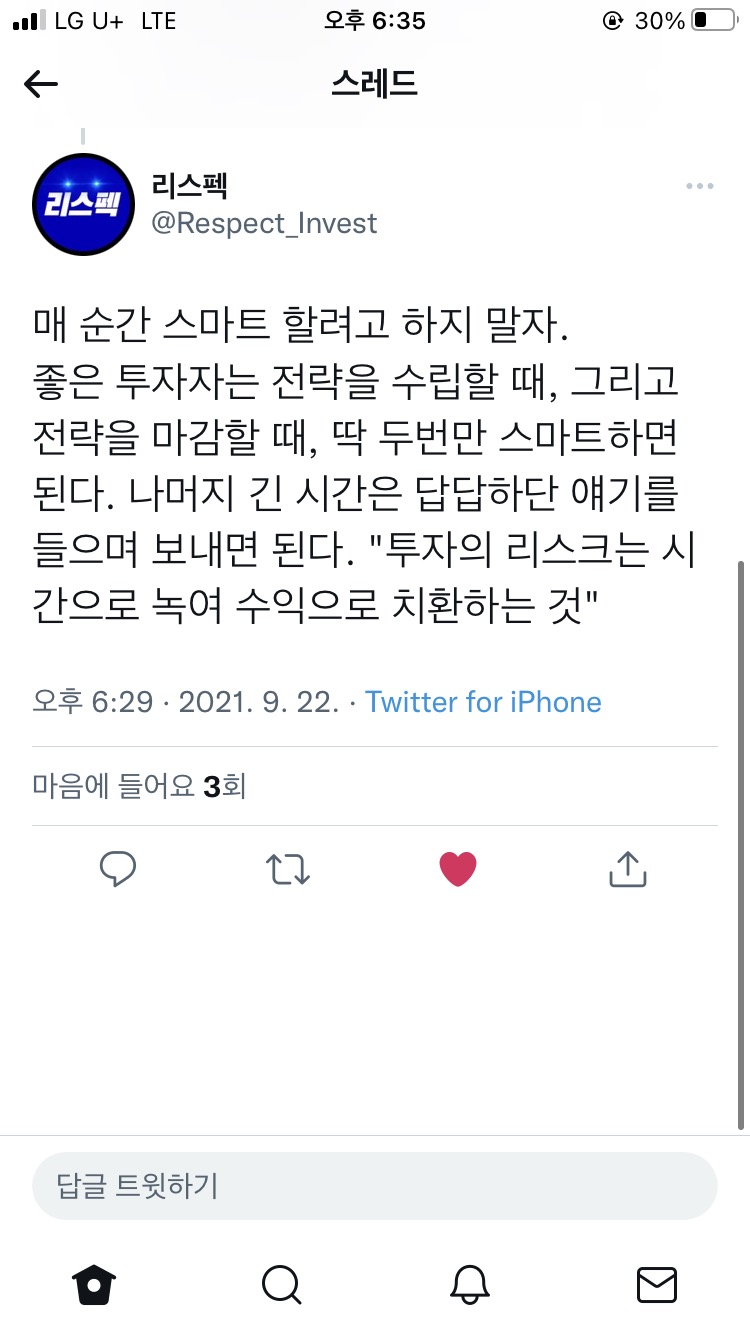 LG U+ LTE 오후 6:35 30%
스레드
리스펙
리스펙
@Respect_Invest
매 순간 스마트 할려고 하지 말자.
좋은 투자자는 전략을 수립할 때, 그리고
전략을 마감할 때, 딱 두번만 스마트하면
된다. 나머지 긴 시간은 답답하단 얘기를
들으며 보내면 된다. "투자의 리스크는 시
간으로 녹여 수익으로 치환하는 것"
오후 6:29 · 2021. 9. 22. · Twitter for iPhone
마음에 들어요 3회
답글 트윗하기